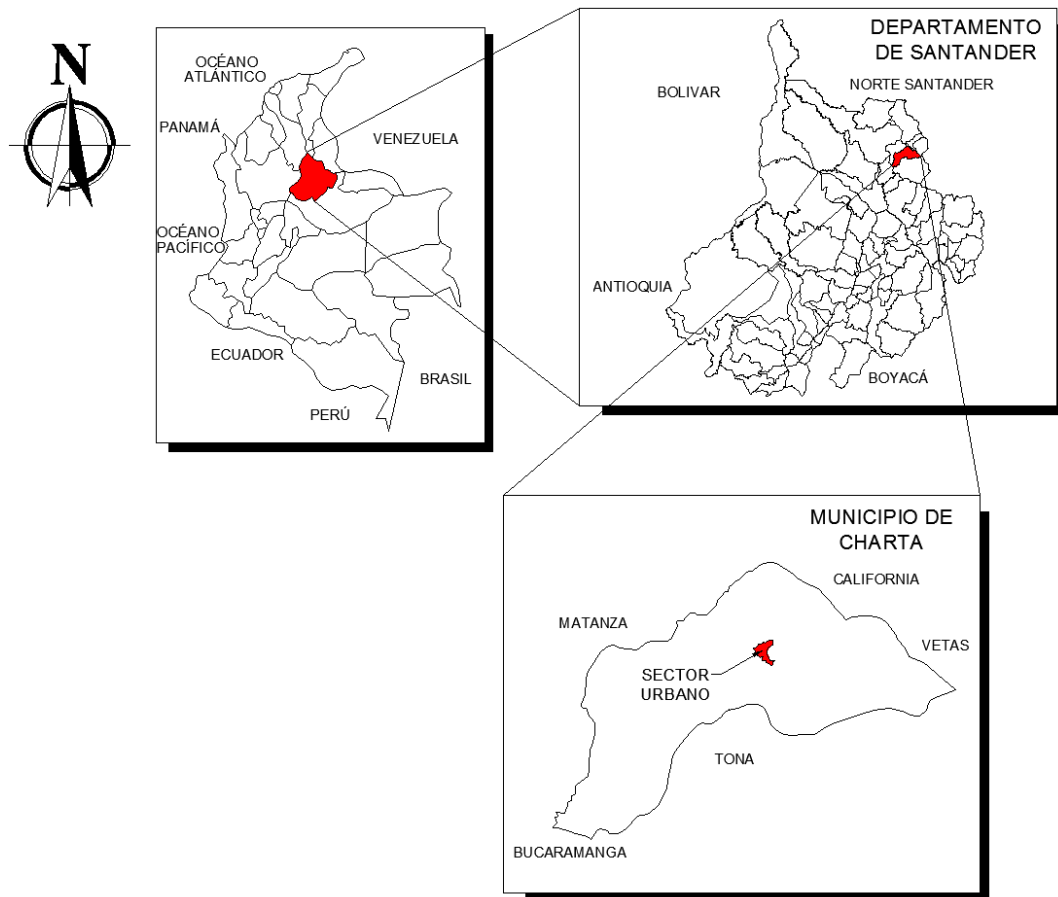 N
OCÉANO
ATLÁNTICO
PANAMÁ
VENEZUELA
OCÉANO
PACÍFICO
ECUADOR
BRASIL
PERÚ
DEPARTAMENTO
DE SANTANDER
NORTE SANTANDER
BOLIVAR
ANTIOQUIA
BOYACÁ
MUNICIPIO DE
CHARTA
CALIFORNIA
MATANZA
VETAS
SECTOR
URBANO
TONA
BUCARAMANGA